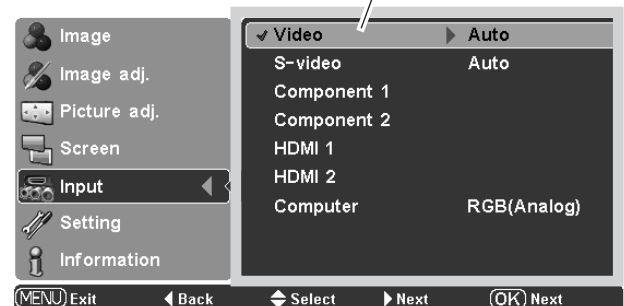 Image
Image adj.
Picture adj.
Screen
Input
Setting
Information
Video Auto
S-video Auto
Component 1
Component 2
HDMI 1
HDMI 2
Computer RGB(Analog)
MENU Exit Back Select Next OK Next